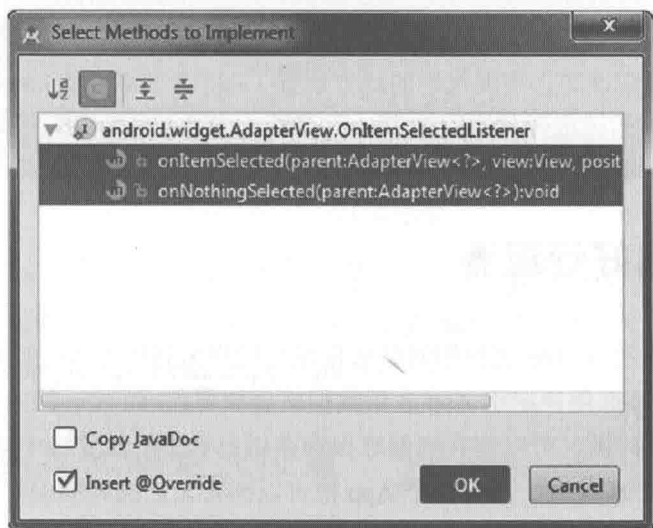 Select Methods to Implement
android.widget.AdapterView.OnItemSelectedListener
onItemSelected(parent:AdapterView<?>, view:View, posit
onNothingSelected(parent:AdapterView<?>):void
Copy JavaDoc
Insert @Override
OK
Cancel